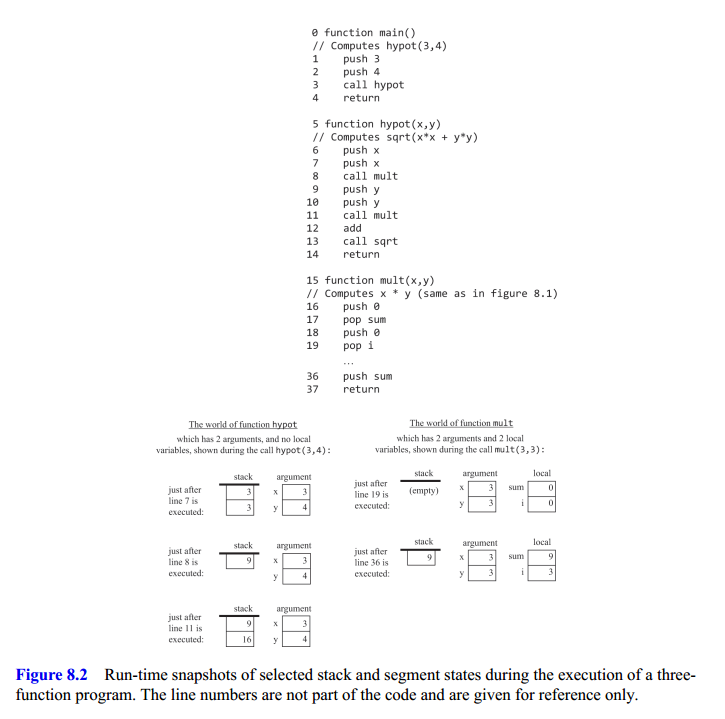 0 function main()
// Computes hypot(3,4)
1 push 3
2 push 4
3 call hypot
4 return
5 function hypot(x,y)
// Computes sqrt(x*x + y*y)
6 push x
7 push x
8 call mult
9 push y
10 push y
11 call mult
12 add
13 call sqrt
14 return
15 function mult(x,y)
// Computes x * y (same as in figure 8.1)
16 push 0
17 pop sum
18 push 0
19 pop i
...
36 push sum
37 return
The world of function hypot
which has 2 arguments, and no local
variables, shown during the call hypot(3,4):
stack argument
just after
line 7 is
executed:
3 x 3
3 y 4
stack argument
just after
line 8 is
executed:
9 x 3
y 4
stack argument
just after
line 11 is
executed:
9 x 3
16 y 4
The world of function mult
which has 2 arguments and 2 local
variables, shown during the call mult(3,3):
stack argument local
just after
line 19 is
executed:
(empty) x 3 sum 0
y 3 i 0
stack argument local
just after
line 36 is
executed:
9 x 3 sum 9
y 3 i 3
Figure 8.2 Run-time snapshots of selected stack and segment states during the execution of a three-
function program. The line numbers are not part of the code and are given for reference only.